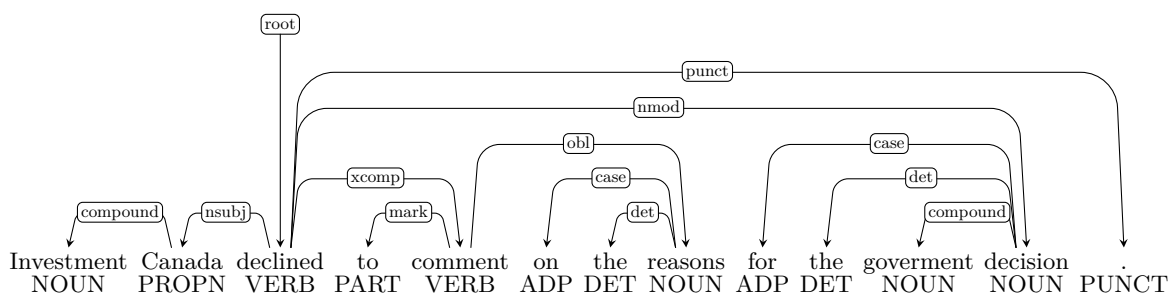 root
punct
nmod
obl case
xcomp case det
compound nsubj mark det compound
Investment Canada declined to comment on the reasons for the goverment decision .
NOUN PROPN VERB PART VERB ADP DET NOUN ADP DET NOUN NOUN PUNCT